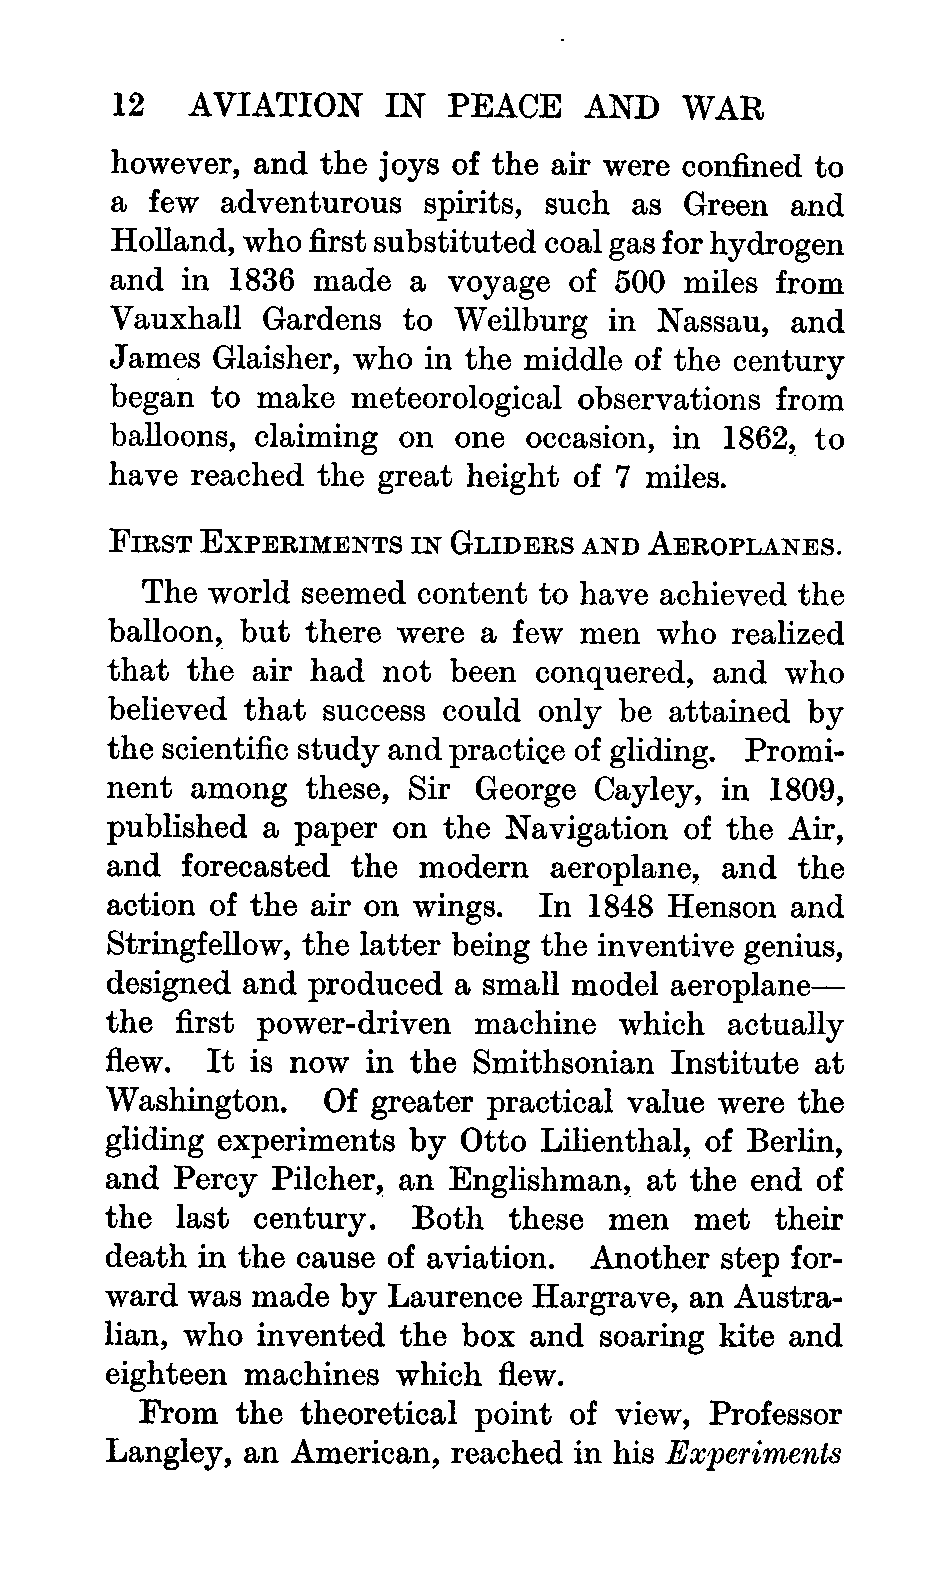 12 AVIATION IN PEACE AND WAR
however, and the joys of the air were confined to
a few adventurous spirits, such as Green and
Holland, who first substituted coal gas for hydrogen
and in 1836 made a voyage of 500 miles from
Vauxhall Gardens to Weilburg in Nassau, and
James Glaisher, who in the middle of the century
began to make meteorological observations from
balloons, claiming on one occasion, in 1862, to
have reached the great height of 7 miles.
FIRST EXPERIMENTS IN GLIDERS AND AEROPLANES.
The world seemed content to have achieved the
balloon, but there were a few men who realized
that the air had not been conquered, and who
believed that success could only be attained by
the scientific study and practice of gliding. Promi-
nent among these, Sir George Cayley, in 1809,
published a paper on the Navigation of the Air,
and forecasted the modern aeroplane, and the
action of the air on wings. In 1848 Henson and
Stringfellow, the latter being the inventive genius,
designed and produced a small model aeroplane—
the first power-driven machine which actually
flew. It is now in the Smithsonian Institute at
Washington. Of greater practical value were the
gliding experiments by Otto Lilienthal, of Berlin,
and Percy Pilcher, an Englishman, at the end of
the last century. Both these men met their
death in the cause of aviation. Another step for-
ward was made by Laurence Hargrave, an Austra-
lian, who invented the box and soaring kite and
eighteen machines which flew.
From the theoretical point of view, Professor
Langley, an American, reached in his Experiments